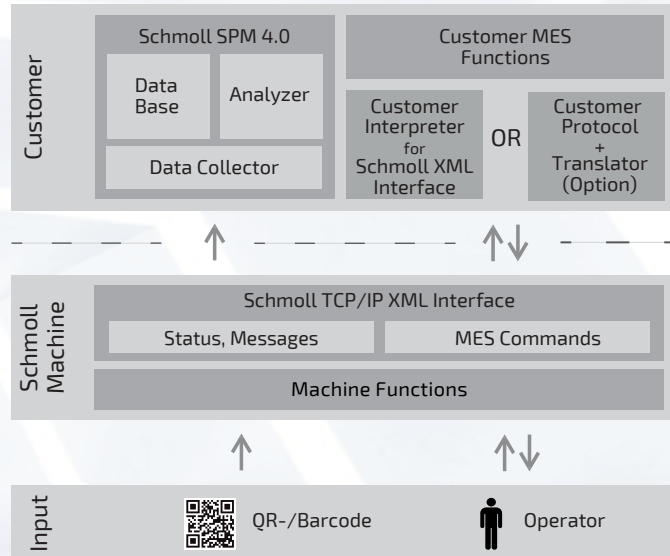 Customer
Schmoll SPM 4.0
Data
Base
Analyzer
Data Collector
Customer MES
Functions
Customer
Interpreter
for
Schmoll XML
Interface
OR
Customer
Protocol
+
Translator
(Option)
Schmoll
Machine
Schmoll TCP/IP XML Interface
Status, Messages
MES Commands
Machine Functions
Input
QR-/Barcode
Operator